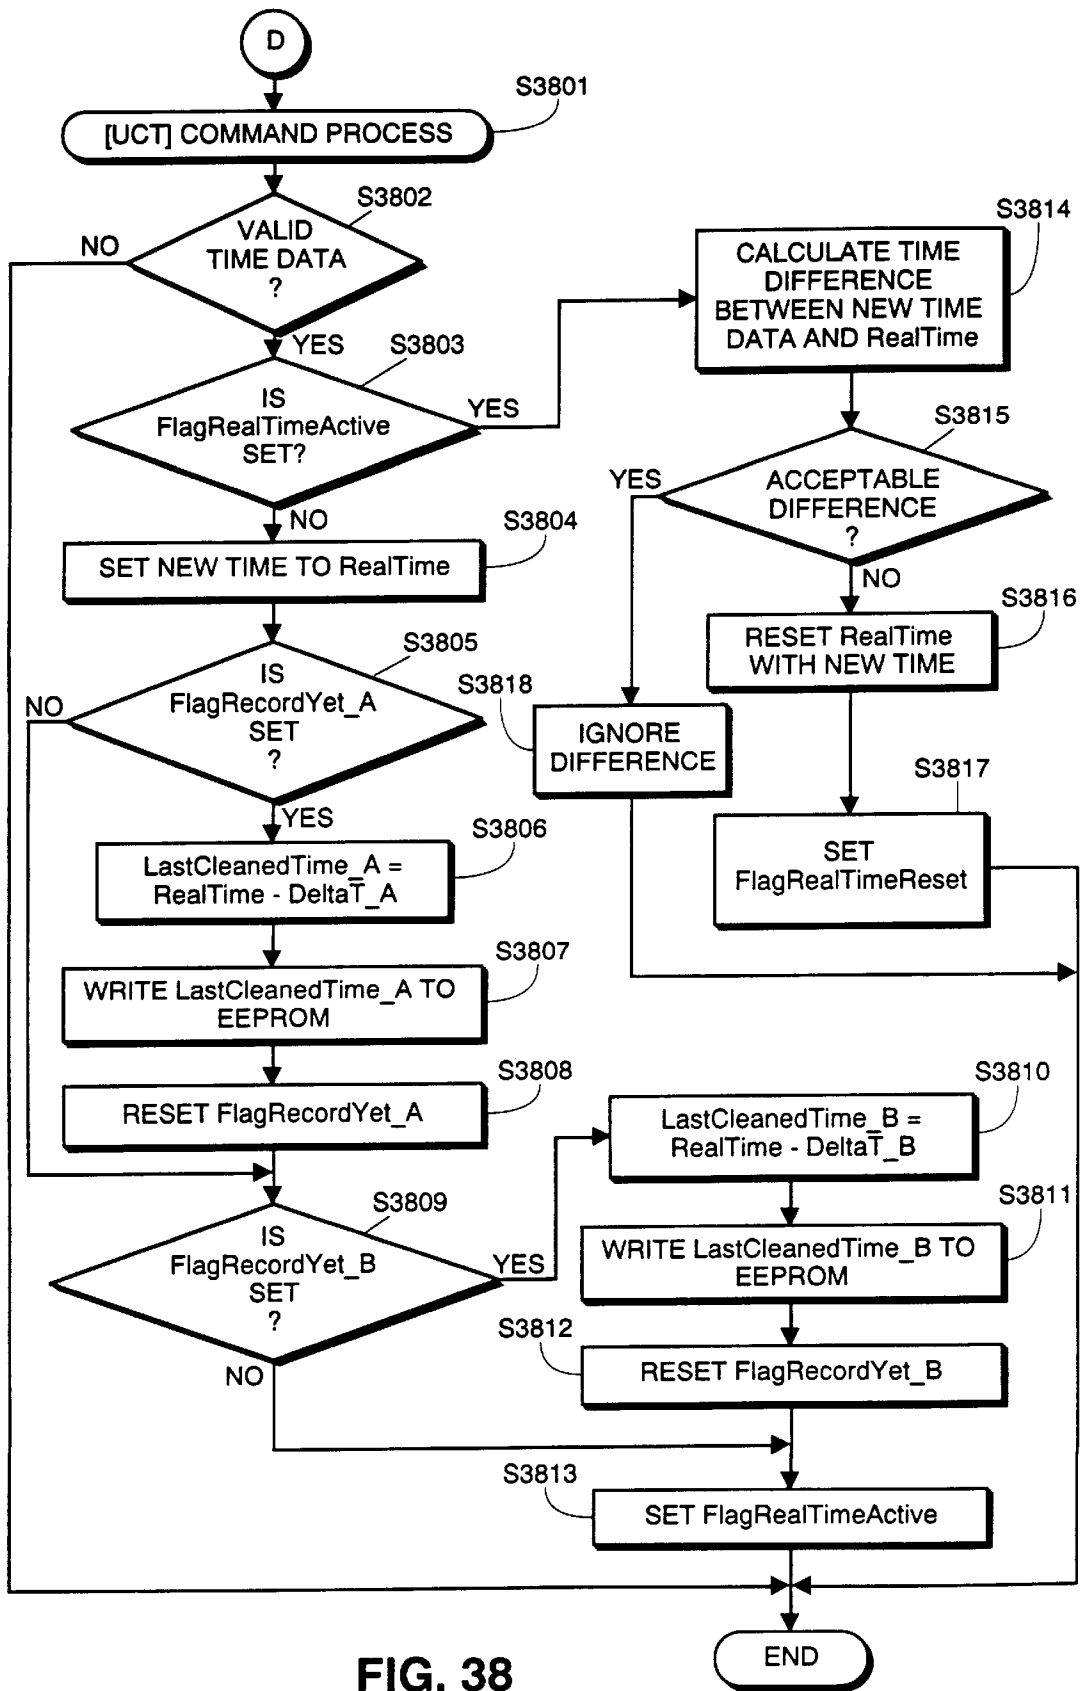 D
S3801
[UCT] COMMAND PROCESS
S3802
VALID
TIME DATA
?
NO
YES
S3803
IS
FlagRealTimeActive
SET?
YES
NO
S3804
SET NEW TIME TO RealTime
S3805
IS
FlagRecordYet_A
SET
?
NO
YES
S3806
LastCleanedTime_A =
RealTime - DeltaT_A
S3807
WRITE LastCleanedTime_A TO
EEPROM
S3808
RESET FlagRecordYet_A
S3809
IS
FlagRecordYet_B
SET
?
YES
NO
S3810
LastCleanedTime_B =
RealTime - DeltaT_B
S3811
WRITE LastCleanedTime_B TO
EEPROM
S3812
RESET FlagRecordYet_B
S3813
SET FlagRealTimeActive
S3814
CALCULATE TIME
DIFFERENCE
BETWEEN NEW TIME
DATA AND RealTime
S3815
ACCEPTABLE
DIFFERENCE
?
YES
NO
S3816
RESET RealTime
WITH NEW TIME
S3817
SET
FlagRealTimeReset
S3818
IGNORE
DIFFERENCE
END
FIG. 38